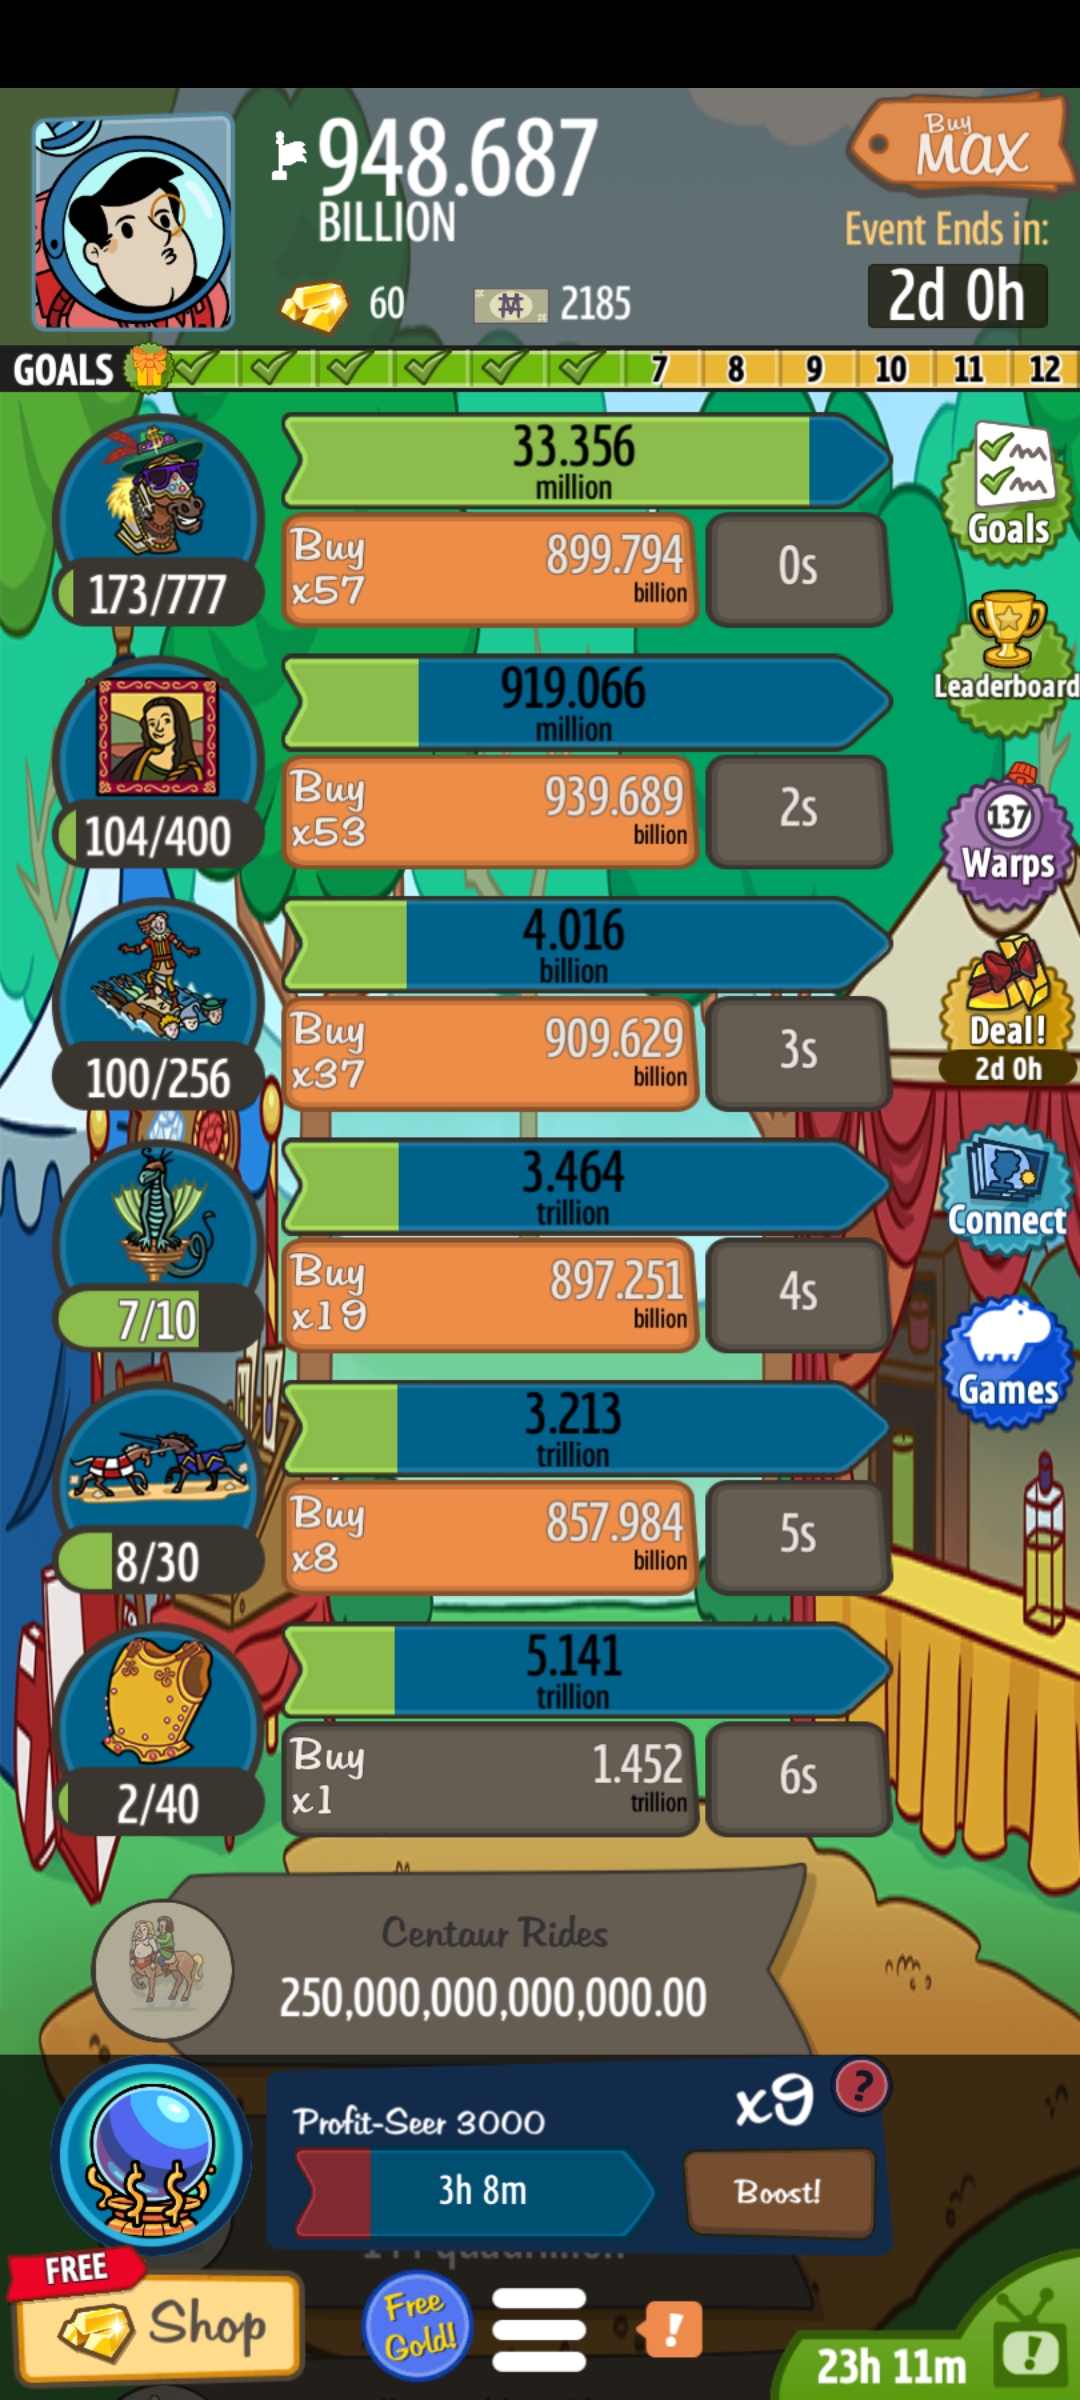 948.687
BILLION
60
2185
Buy
MAX
Event Ends in:
2d 0h
GOALS
7 8 9 10 11 12
33.356
million
Buy
x57
899.794
billion
0s
173/777
Goals
Leaderboard
919.066
million
Buy
x53
939.689
billion
2s
104/400
137
Warps
4.016
billion
Buy
x37
909.629
billion
3s
100/256
Deal!
2d 0h
3.464
trillion
Buy
x19
897.251
billion
4s
7/10
Connect
Games
3.213
trillion
Buy
x8
857.984
billion
5s
8/30
5.141
trillion
Buy
x1
1.452
trillion
6s
2/40
Centaur Rides
250,000,000,000,000.00
Profit-Seer 3000
x9
?
3h 8m
Boost!
FREE
Shop
Free
Gold!
!
23h 11m
!